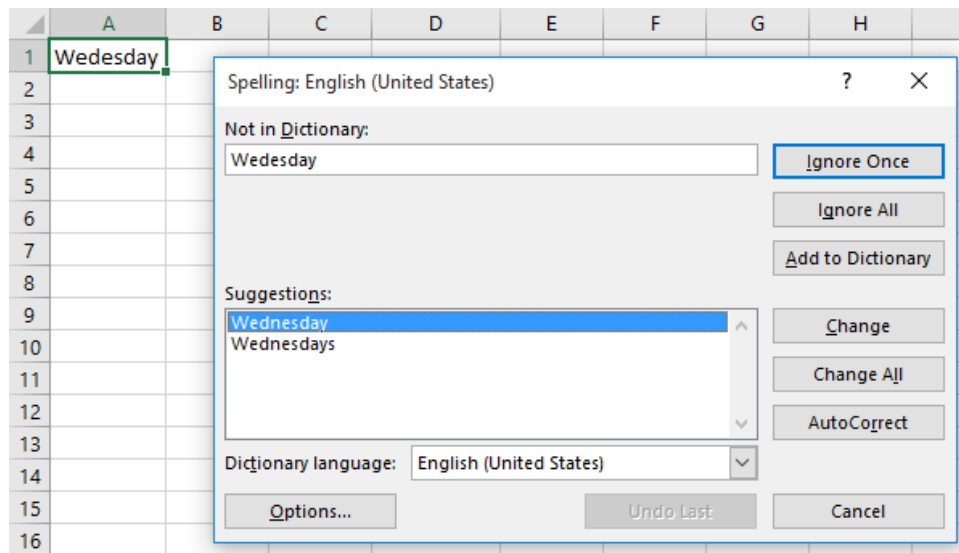 A B C D E F G H
1 Wedesday
Spelling: English (United States) ?
2
3 Not in Dictionary:
4 Wedesday Ignore Once
5
6 Ignore All
7 Add to Dictionary
8
Suggestions:
9 Wednesday Change
10 Wednesdays
11 Change All
12 AutoCorrect
13
Dictionary language: English (United States)
14
15 Options... Undo Last Cancel
16